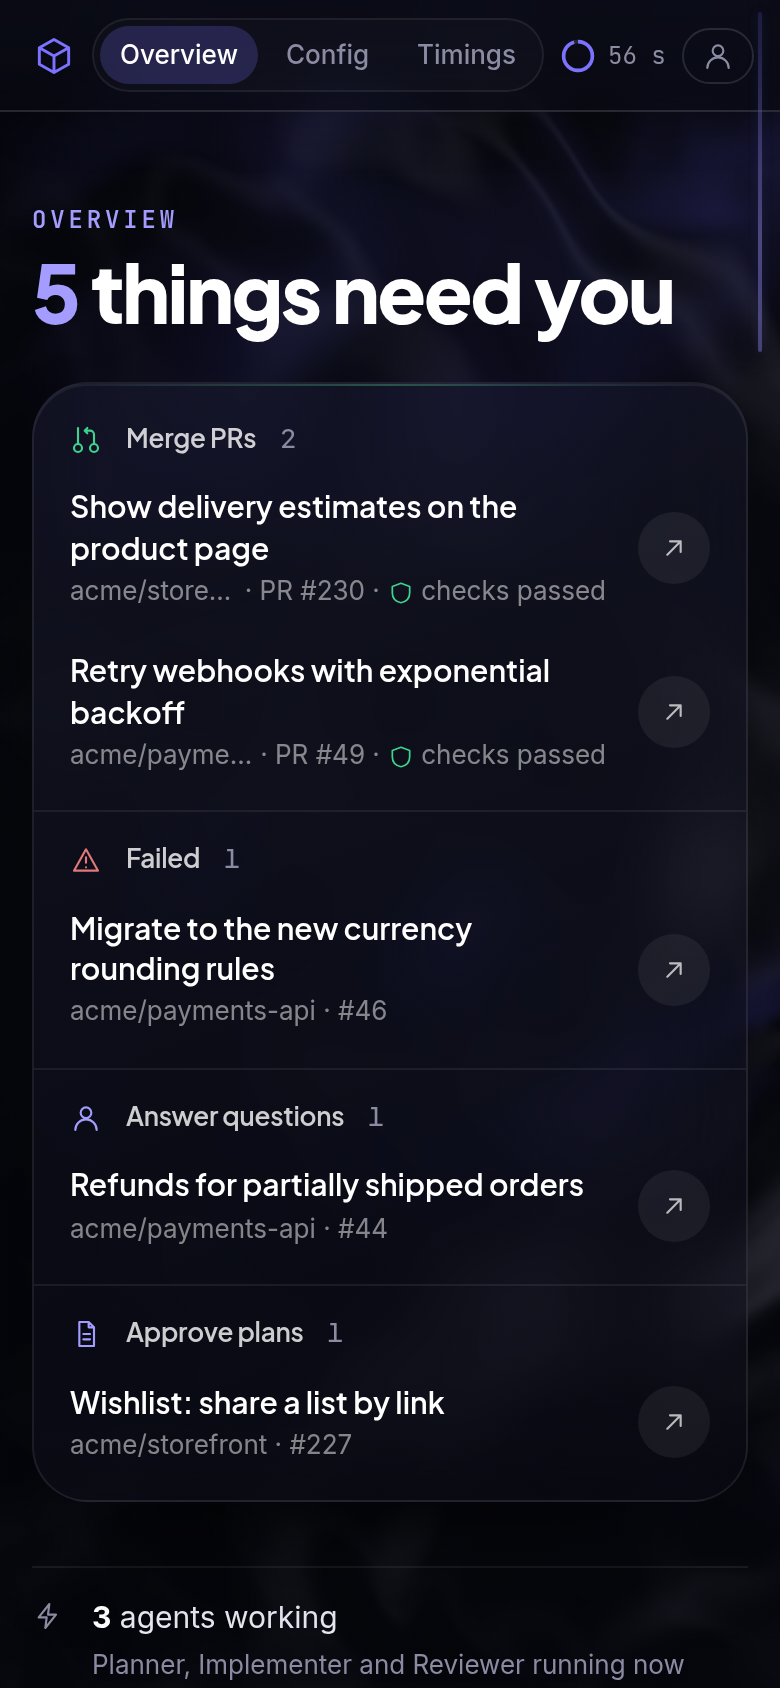 Overview Config Timings 56 s
OVERVIEW
5 things need you
Merge PRs 2
Show delivery estimates on the
product page
acme/store... · PR #230 · checks passed
Retry webhooks with exponential
backoff
acme/payme... · PR #49 · checks passed
Failed 1
Migrate to the new currency
rounding rules
acme/payments-api · #46
Answer questions 1
Refunds for partially shipped orders
acme/payments-api · #44
Approve plans 1
Wishlist: share a list by link
acme/storefront · #227
3 agents working
Planner, Implementer and Reviewer running now